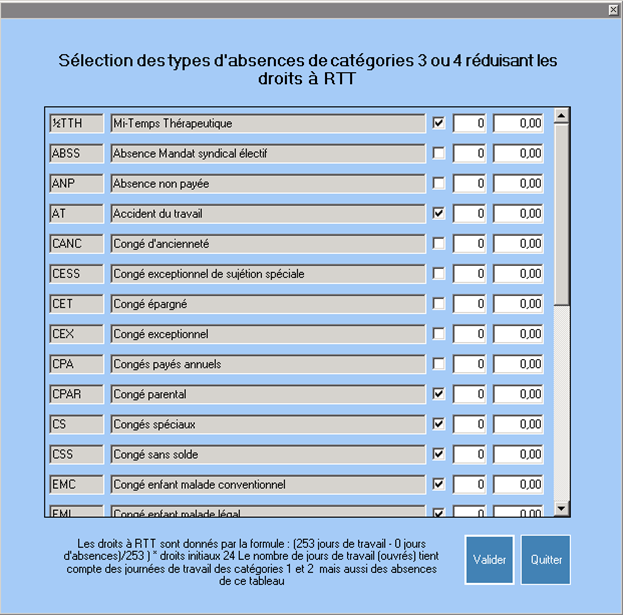 Sélection des types d'absences de catégories 3 ou 4 réduisant les
droits à RTT
½TTH Mi-Temps Thérapeutique 0 0,00
ABSS Absence Mandat syndical électif 0 0,00
ANP Absence non payée 0 0,00
AT Accident du travail 0 0,00
CANC Congé d'ancienneté 0 0,00
CESS Congé exceptionnel de sujétion spéciale 0 0,00
CET Congé épargné 0 0,00
CEX Congé exceptionnel 0 0,00
CPA Congés payés annuels 0 0,00
CPAR Congé parental 0 0,00
CS Congés spéciaux 0 0,00
CSS Congé sans solde 0 0,00
EMC Congé enfant malade conventionnel 0 0,00
EML Congé enfant malade légal 0 0,00
Les droits à RTT sont donnés par la formule : (253 jours de travail - 0 jours
d'absences)/253 ) * droits initiaux 24 Le nombre de jours de travail (ouvrés) tient
compte des journées de travail des catégories 1 et 2 mais aussi des absences
de ce tableau
Valider Quitter